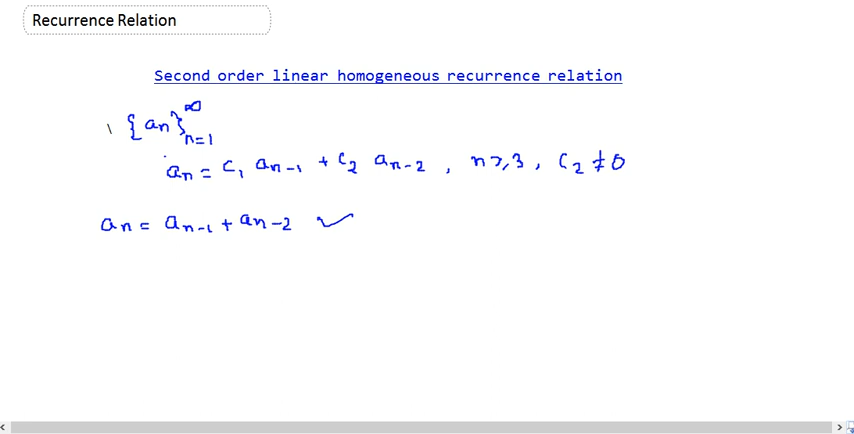 Recurrence Relation
Second order linear homogeneous recurrence relation
{an}∞n=1
an = C1 an-1 + C2 an-2 , n ≥ 3 , C2 ≠ 0
an = an-1 + an-2 ✓